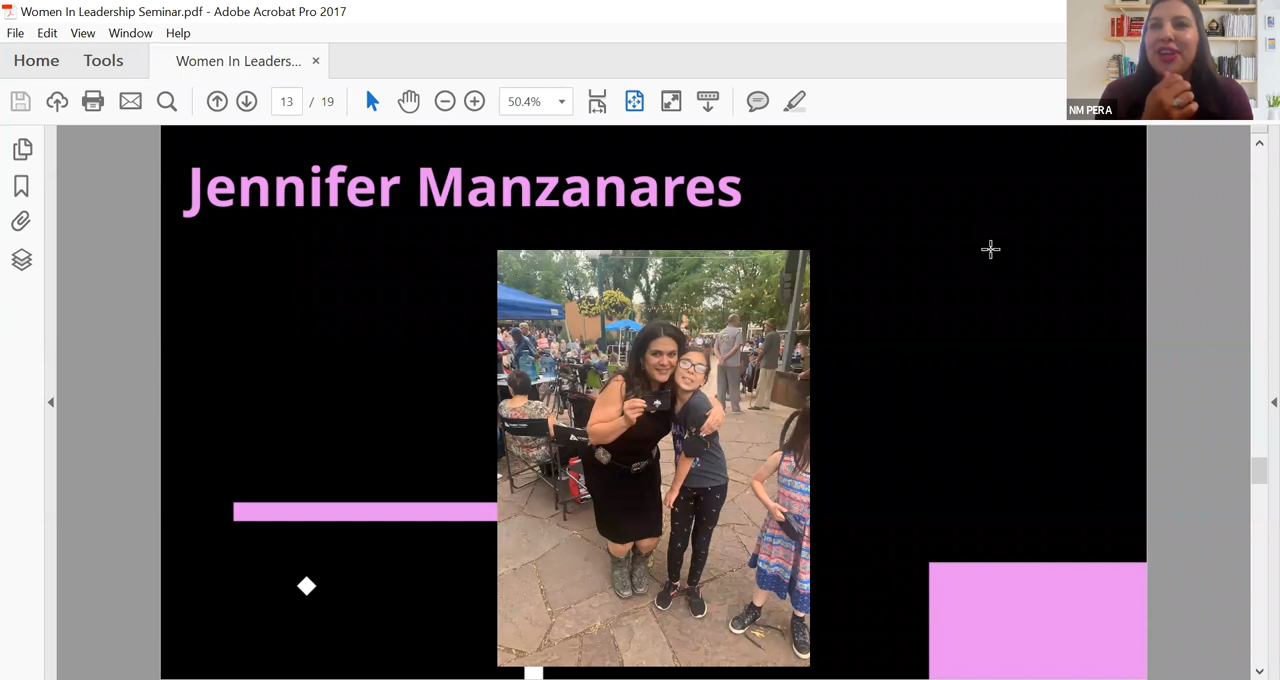 Women In Leadership Seminar.pdf - Adobe Acrobat Pro 2017
File Edit View Window Help
Home Tools Women In Leaders... ×
13 / 19 50.4%
NM PERA
Jennifer Manzanares